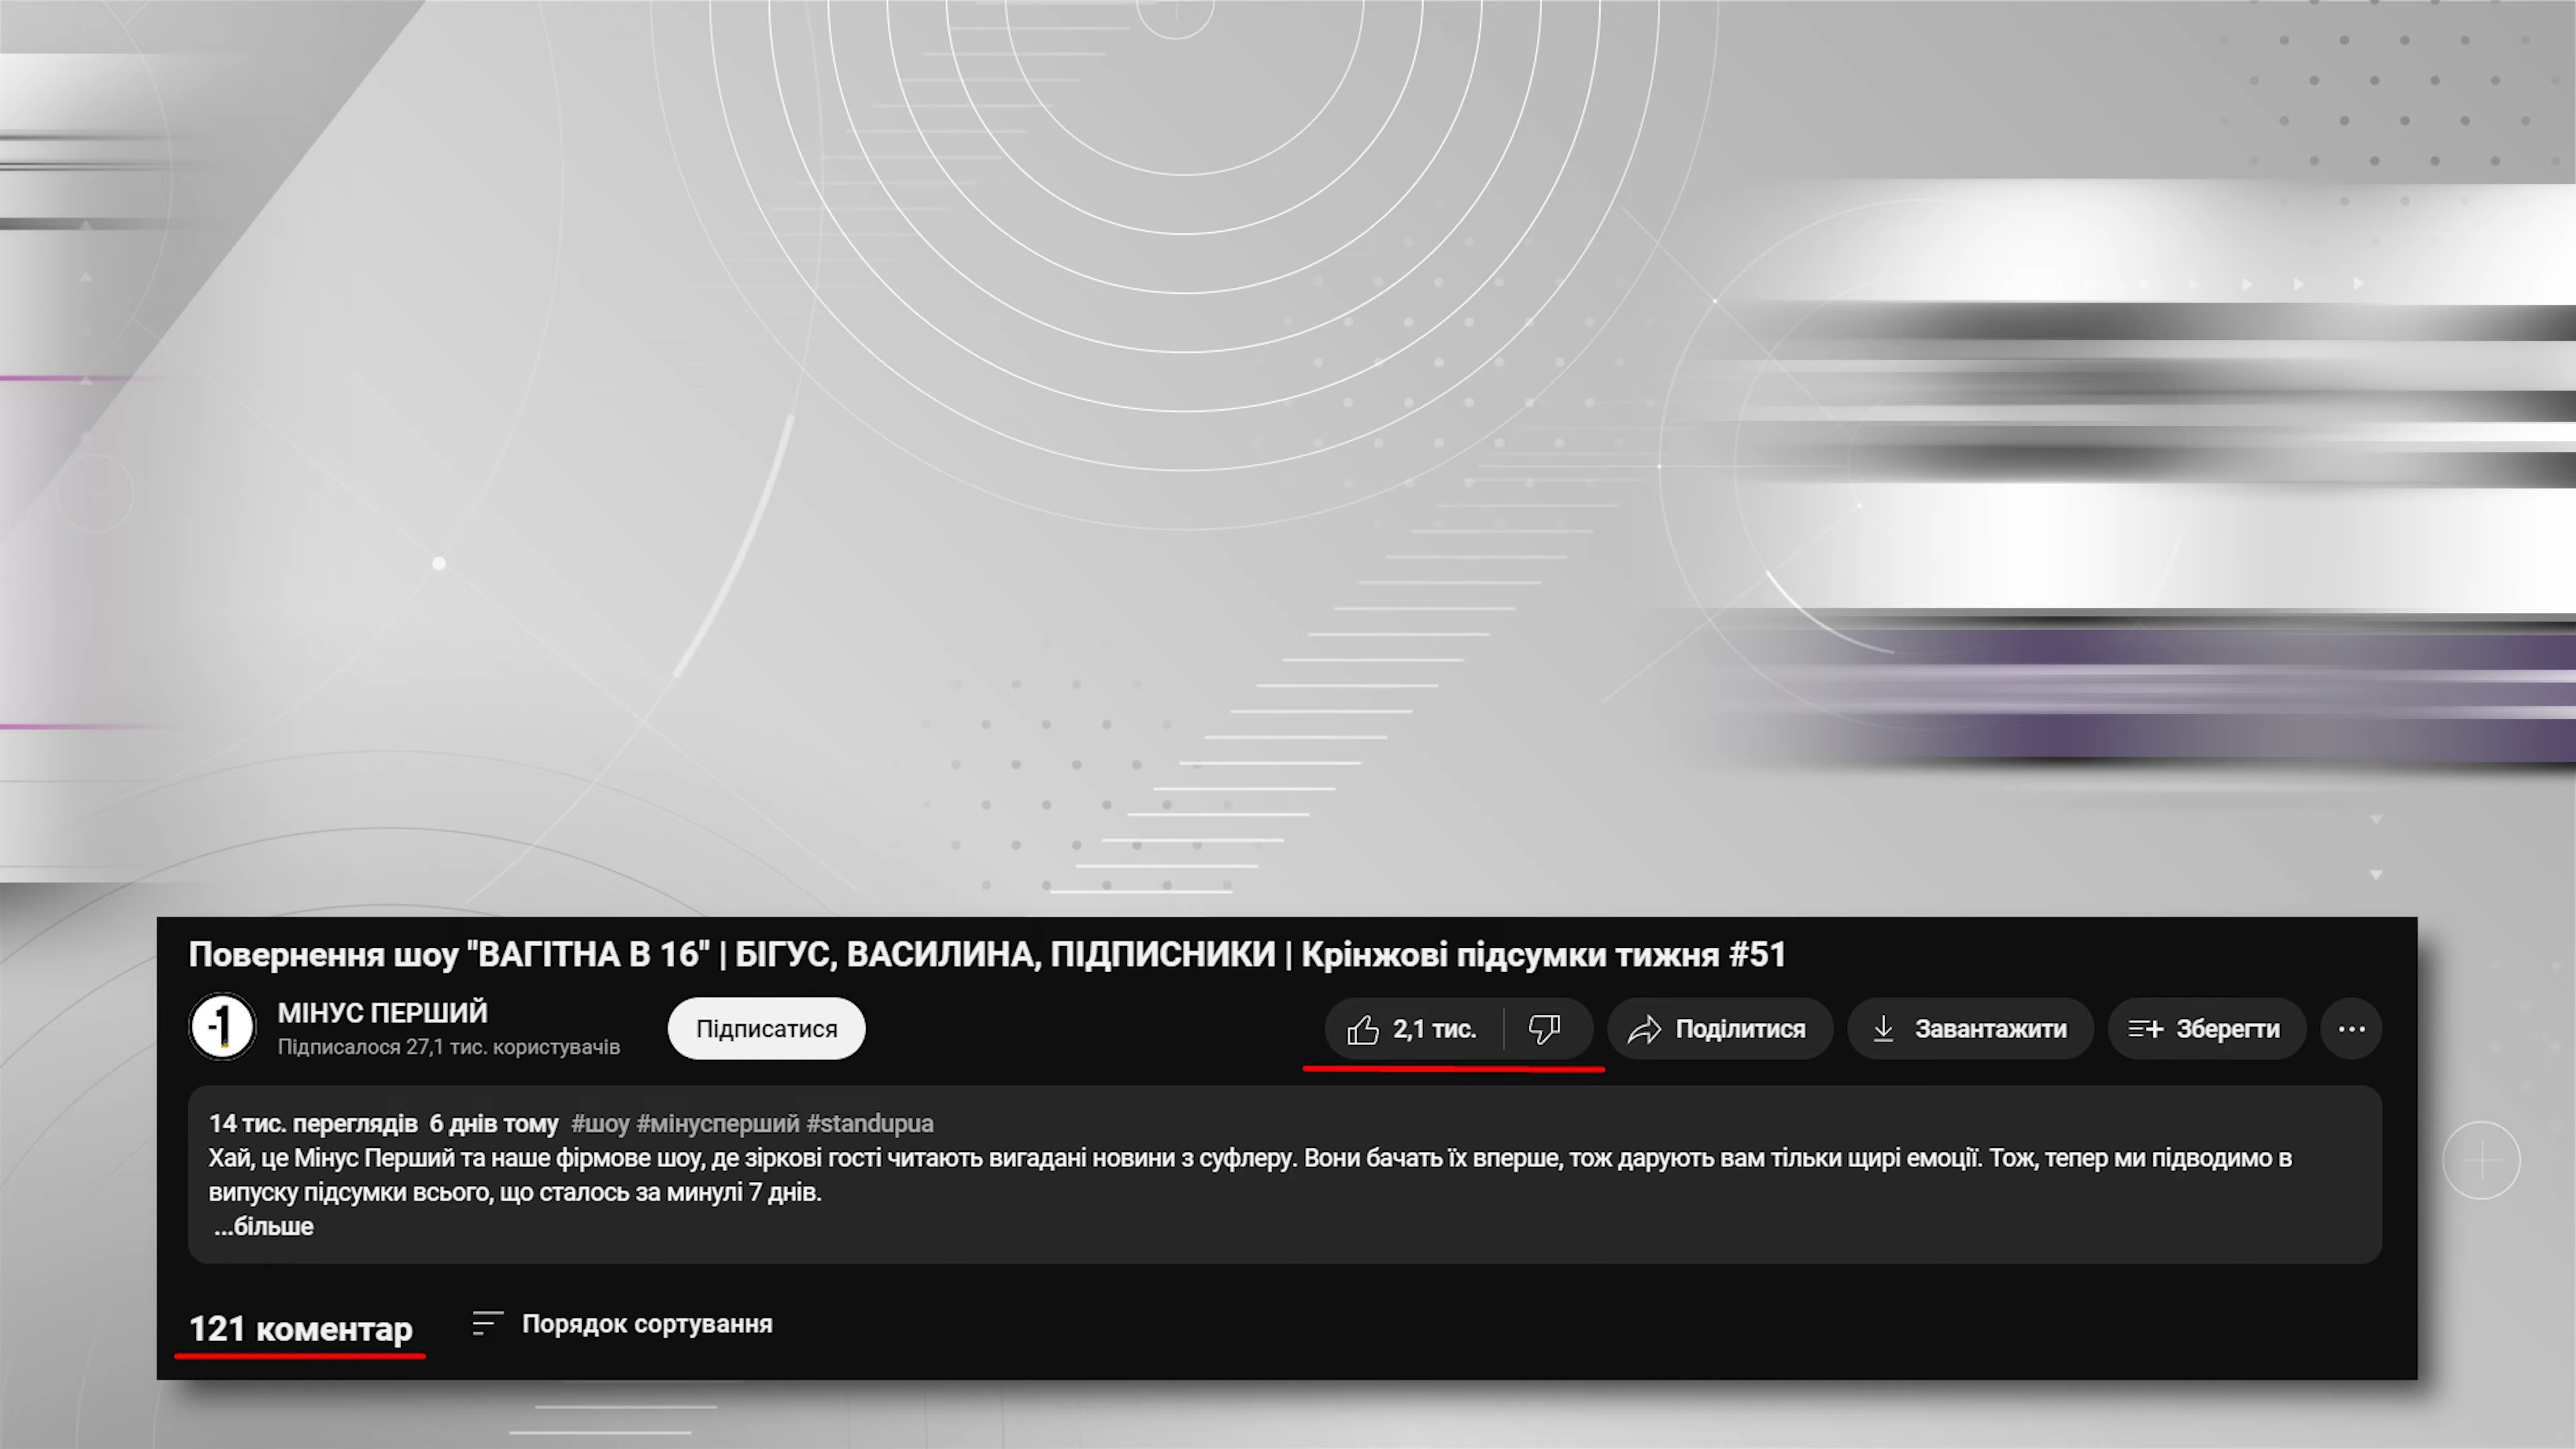 Повернення шоу "ВАГІТНА В 16" | БІГУС, ВАСИЛИНА, ПІДПИСНИКИ | Крінжові підсумки тижня #51
-1
МІНУС ПЕРШИЙ
Підписалося 27,1 тис. користувачів
Підписатися
2,1 тис.
Поділитися
Завантажити
Зберегти
14 тис. переглядів 6 днів тому #шоу #мінусперший #standupua
Хай, це Мінус Перший та наше фірмове шоу, де зіркові гості читають вигадані новини з суфлеру. Вони бачать їх вперше, тож дарують вам тільки щирі емоції. Тож, тепер ми підводимо в
випуску підсумки всього, що сталось за минулі 7 днів.
...більше
121 коментар
Порядок сортування